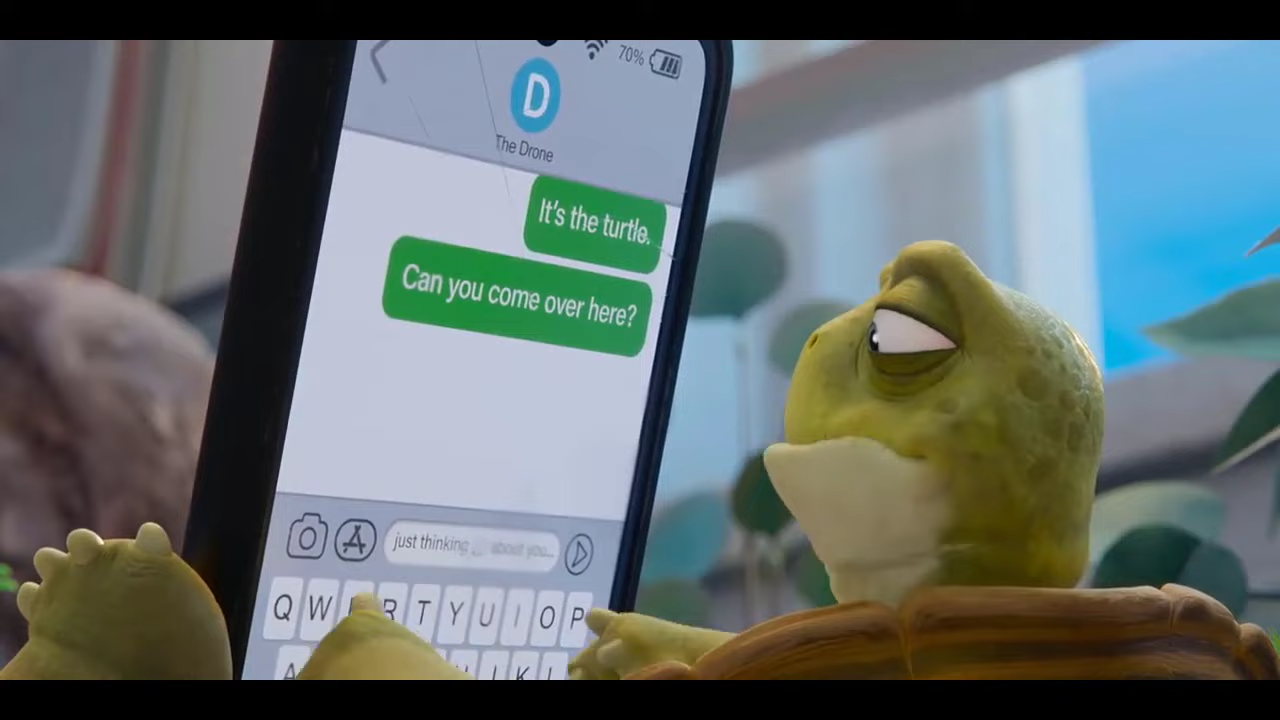 70%
D
The Drone
It's the turtle.
Can you come over here?
just thinking about you...
Q W R T Y U I O P
A J K L